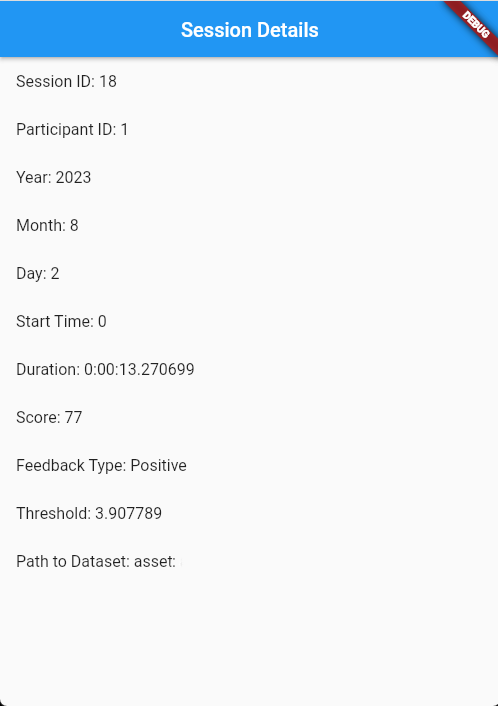 Session Details
DEBUG
Session ID: 18
Participant ID: 1
Year: 2023
Month: 8
Day: 2
Start Time: 0
Duration: 0:00:13.270699
Score: 77
Feedback Type: Positive
Threshold: 3.907789
Path to Dataset: asset: